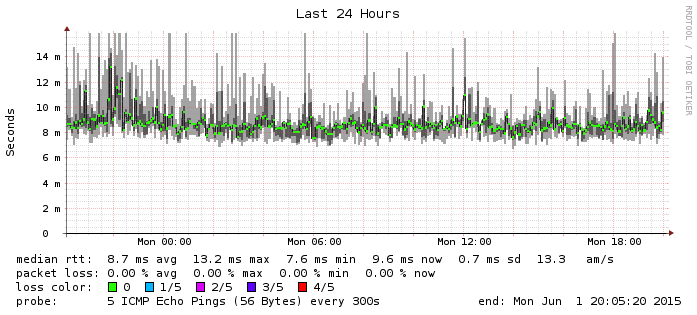 Last 24 Hours
RRDTOOL / TOBI OETIKER
Seconds
14 m
12 m
10 m
8 m
6 m
4 m
2 m
0
Mon 00:00 Mon 06:00 Mon 12:00 Mon 18:00
median rtt: 8.7 ms avg 13.2 ms max 7.6 ms min 9.6 ms now 0.7 ms sd 13.3 am/s
packet loss: 0.00 % avg 0.00 % max 0.00 % min 0.00 % now
loss color: 0 1/5 2/5 3/5 4/5
probe: 5 ICMP Echo Pings (56 Bytes) every 300s end: Mon Jun 1 20:05:20 2015